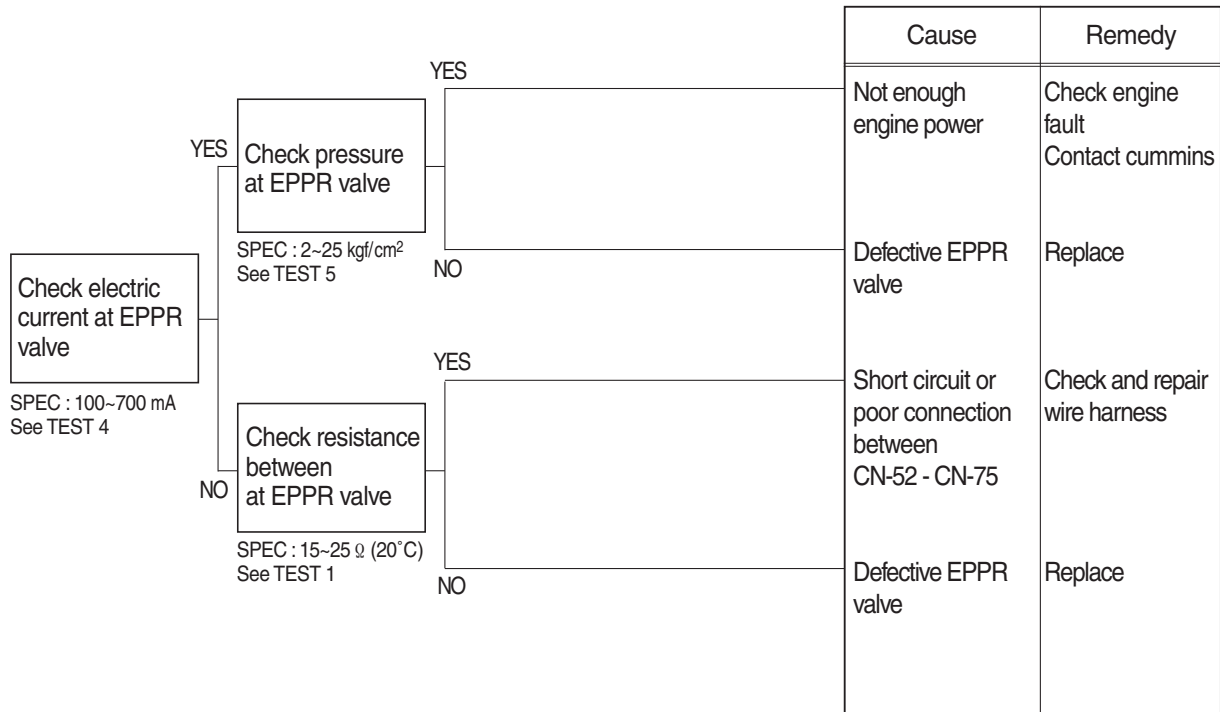 Cause
Remedy
YES
Not enough
engine power
Check engine
fault
Contact cummins
YES
Check pressure
at EPPR valve
SPEC : 2~25 kgf/cm²
See TEST 5
NO
Defective EPPR
valve
Replace
Check electric
current at EPPR
valve
SPEC : 100~700 mA
See TEST 4
YES
Short circuit or
poor connection
between
CN-52 - CN-75
Check and repair
wire harness
NO
Check resistance
between
at EPPR valve
SPEC : 15~25 Ω (20˚C)
See TEST 1
NO
Defective EPPR
valve
Replace